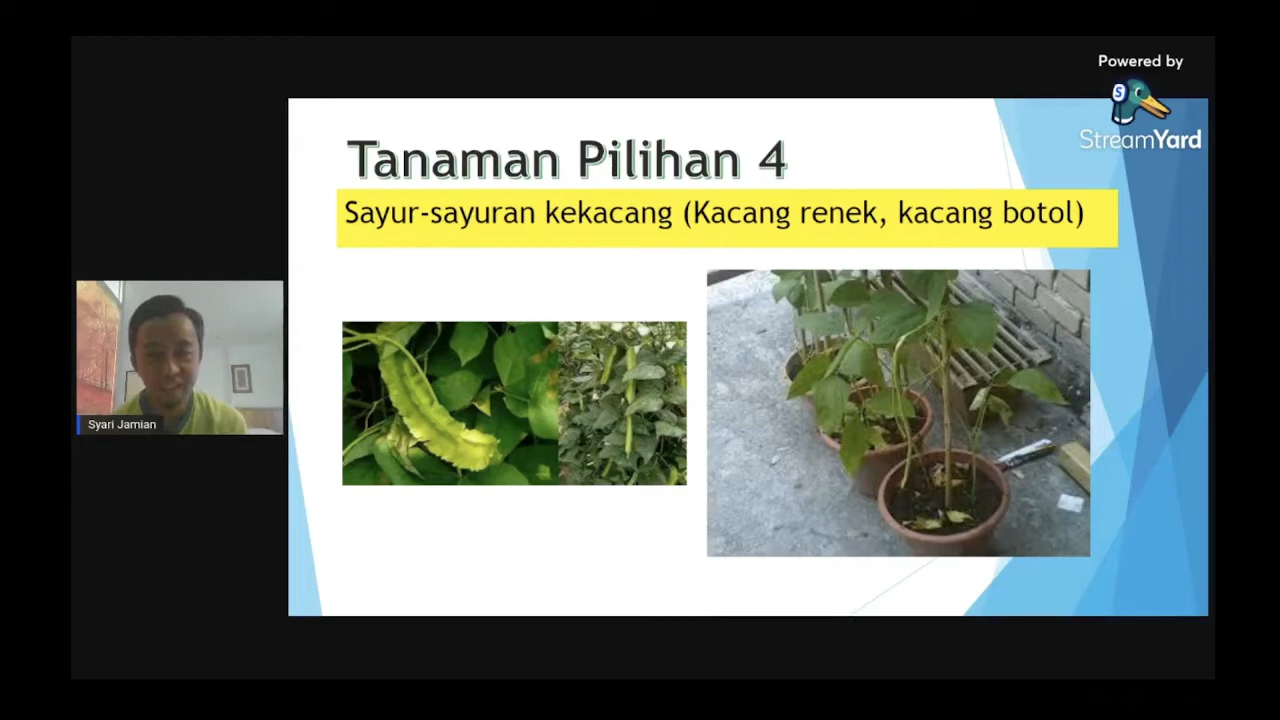 Powered by
StreamYard
Tanaman Pilihan 4
Sayur-sayuran kekacang (Kacang renek, kacang botol)
Syari Jamian